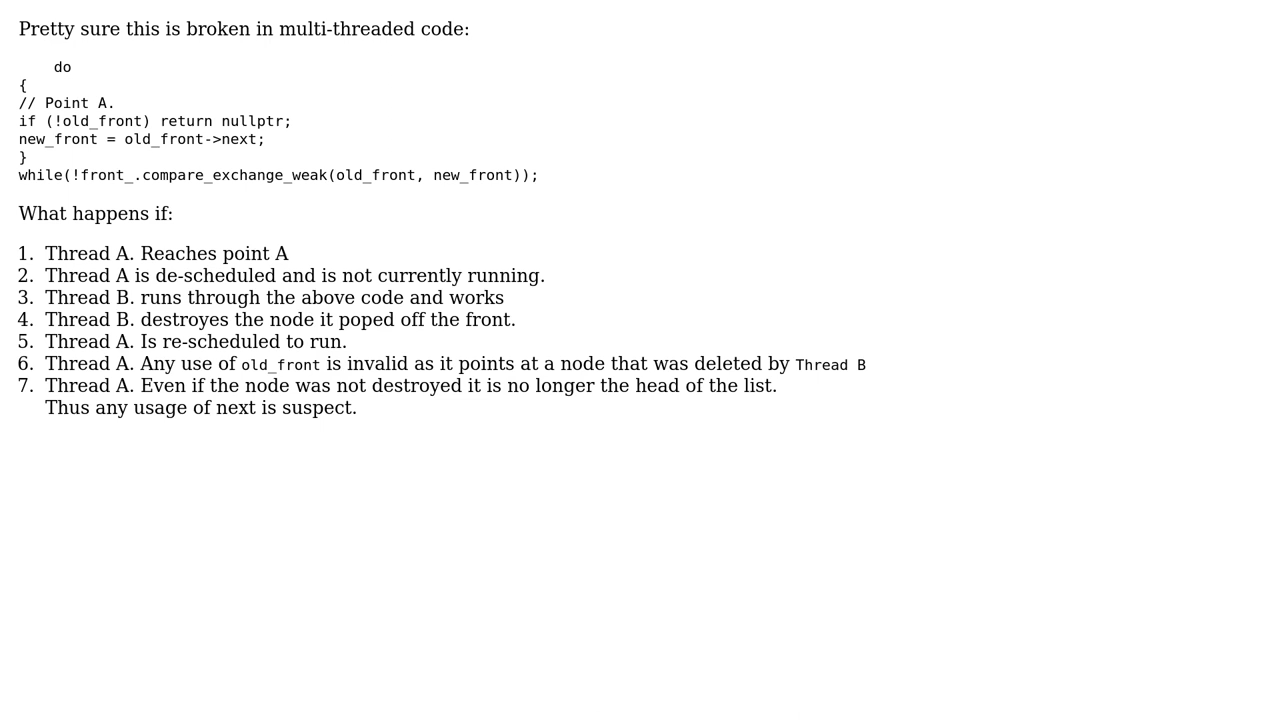 Pretty sure this is broken in multi-threaded code:
do
{
// Point A.
if (!old_front) return nullptr;
new_front = old_front->next;
}
while(!front_.compare_exchange_weak(old_front, new_front));
What happens if:
1. Thread A. Reaches point A
2. Thread A is de-scheduled and is not currently running.
3. Thread B. runs through the above code and works
4. Thread B. destroyes the node it poped off the front.
5. Thread A. Is re-scheduled to run.
6. Thread A. Any use of old_front is invalid as it points at a node that was deleted by Thread B
7. Thread A. Even if the node was not destroyed it is no longer the head of the list.
Thus any usage of next is suspect.